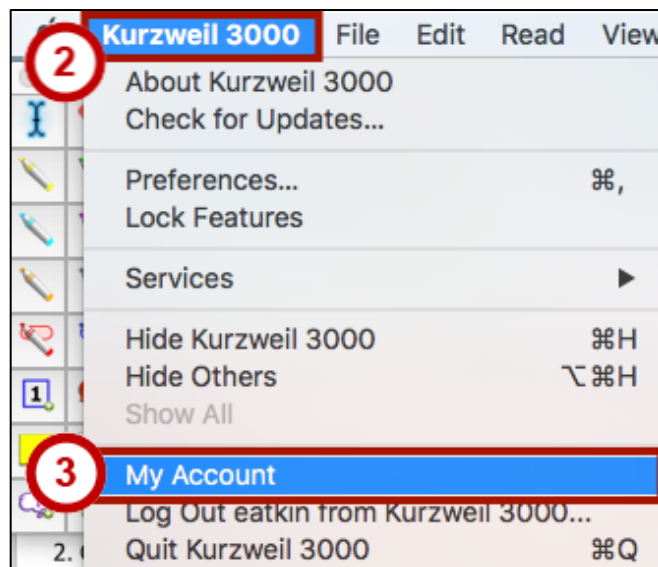 Kurzweil 3000 File Edit Read View
2
About Kurzweil 3000
Check for Updates...
Preferences... ⌘,
Lock Features
Services ▶
Hide Kurzweil 3000 ⌘H
Hide Others ⌥⌘H
Show All
1
3
My Account
Log Out eatkin from Kurzweil 3000...
2.
Quit Kurzweil 3000 ⌘Q